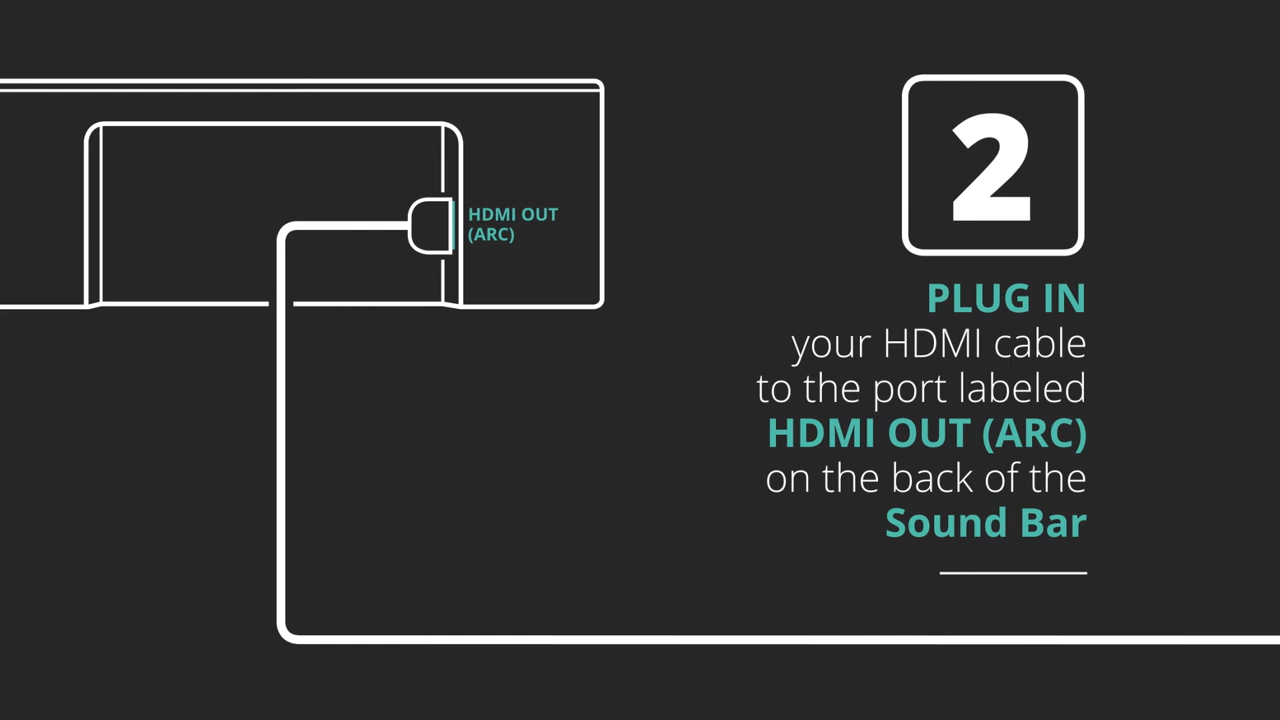 HDMI OUT
(ARC)
2
PLUG IN
your HDMI cable
to the port labeled
HDMI OUT (ARC)
on the back of the
Sound Bar